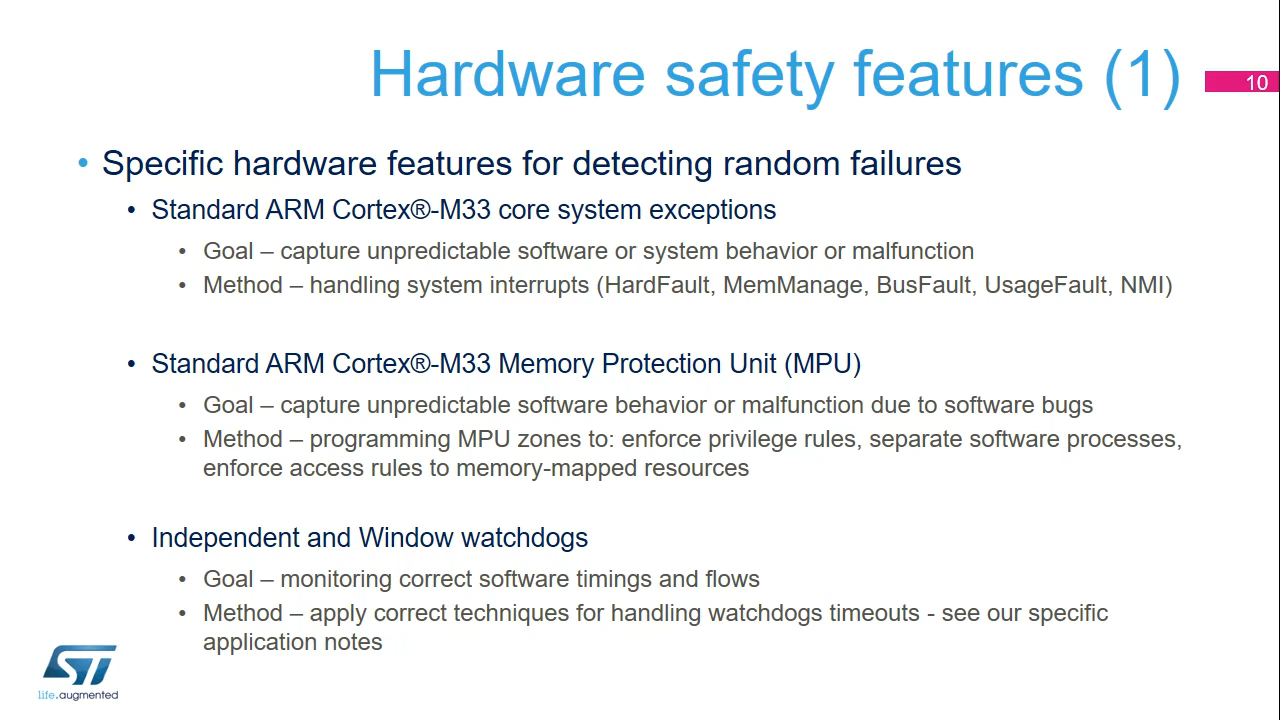 Hardware safety features (1)
10
• Specific hardware features for detecting random failures
• Standard ARM Cortex®-M33 core system exceptions
• Goal – capture unpredictable software or system behavior or malfunction
• Method – handling system interrupts (HardFault, MemManage, BusFault, UsageFault, NMI)
• Standard ARM Cortex®-M33 Memory Protection Unit (MPU)
• Goal – capture unpredictable software behavior or malfunction due to software bugs
• Method – programming MPU zones to: enforce privilege rules, separate software processes,
enforce access rules to memory-mapped resources
• Independent and Window watchdogs
• Goal – monitoring correct software timings and flows
• Method – apply correct techniques for handling watchdogs timeouts - see our specific
application notes
ST
life.augmented